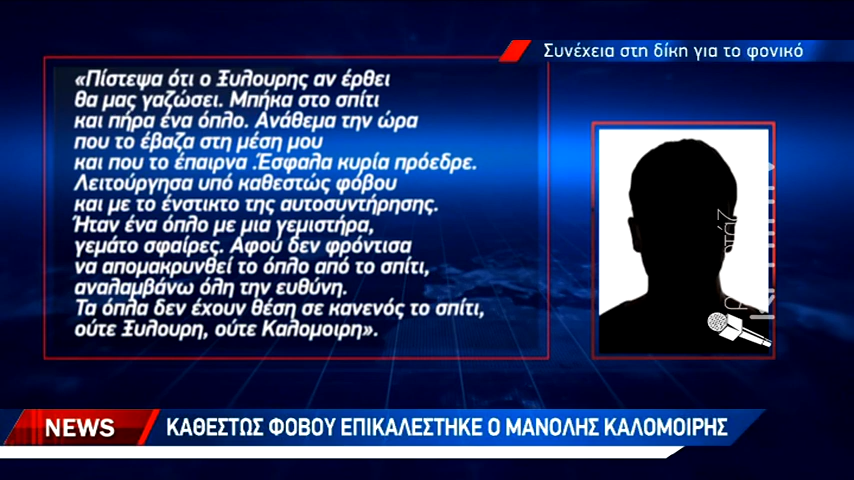 Συνέχεια στη δίκη για το φονικό
«Πίστεψα ότι ο Ξυλουρης αν έρθει
θα μας γαζώσει. Μπήκα στο σπίτι
και πήρα ένα όπλο. Ανάθεμα την ώρα
που το έβαζα στη μέση μου
και που το έπαιρνα .Έσφαλα κυρία πρόεδρε.
Λειτούργησα υπό καθεστώς φόβου
και με το ένστικτο της αυτοσυντήρησης.
Ήταν ένα όπλο με μια γεμιστήρα,
γεμάτο σφαίρες. Αφού δεν φρόντισα
να απομακρυνθεί το όπλο από το σπίτι,
αναλαμβάνω όλη την ευθύνη.
Τα όπλα δεν έχουν θέση σε κανενός το σπίτι,
ούτε Ξυλουρη, ούτε Καλομοιρη».
NEWS
ΚΑΘΕΣΤΩΣ ΦΟΒΟΥ ΕΠΙΚΑΛΕΣΤΗΚΕ Ο ΜΑΝΟΛΗΣ ΚΑΛΟΜΟΙΡΗΣ